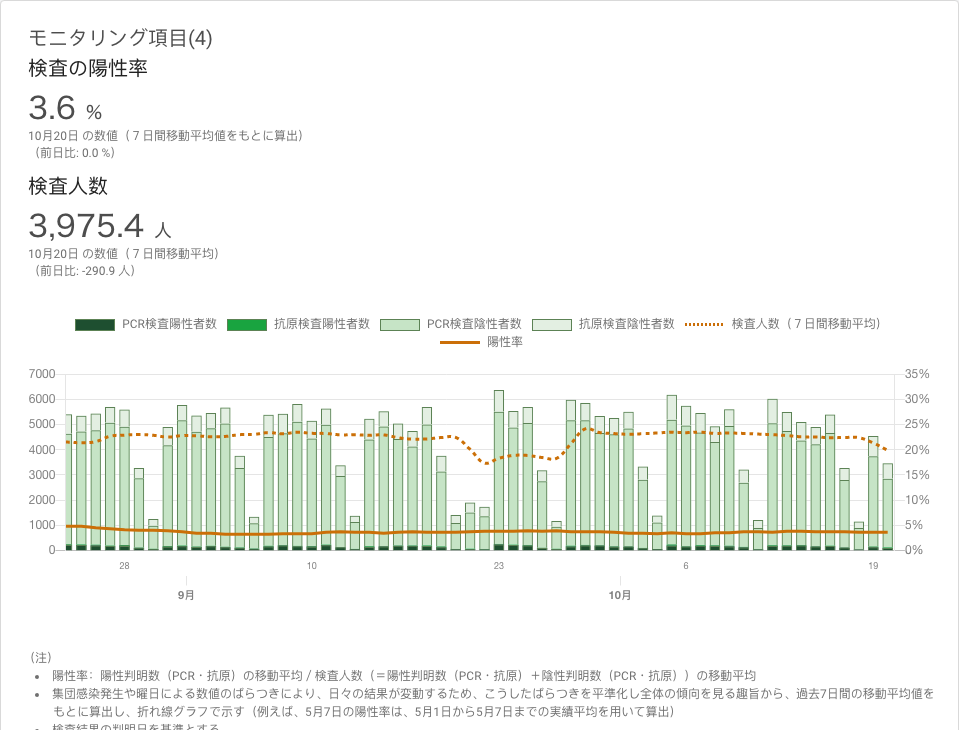 モニタリング項目(4)
検査の陽性率
3.6 %
10月20日 の数値（７日間移動平均値をもとに算出）
（前日比: 0.0 %）
検査人数
3,975.4 人
10月20日 の数値（７日間移動平均）
（前日比: -290.9 人）
PCR検査陽性者数 抗原検査陽性者数 PCR検査陰性者数 抗原検査陰性者数 検査人数（７日間移動平均）
陽性率
7000 35%
6000 30%
5000 25%
4000 20%
3000 15%
2000 10%
1000 5%
0 0%
28 10 23 6 19
9月 10月
（注）
• 陽性率：陽性判明数（PCR・抗原）の移動平均 / 検査人数（＝陽性判明数（PCR・抗原）＋陰性判明数（PCR・抗原））の移動平均
• 集団感染発生や曜日による数値のばらつきにより、日々の結果が変動するため、こうしたばらつきを平準化し全体の傾向を見る趣旨から、過去7日間の移動平均値を
もとに算出し、折れ線グラフで示す（例えば、5月7日の陽性率は、5月1日から5月7日までの実績平均を用いて算出）
• 検査結果の判明日を基準とする